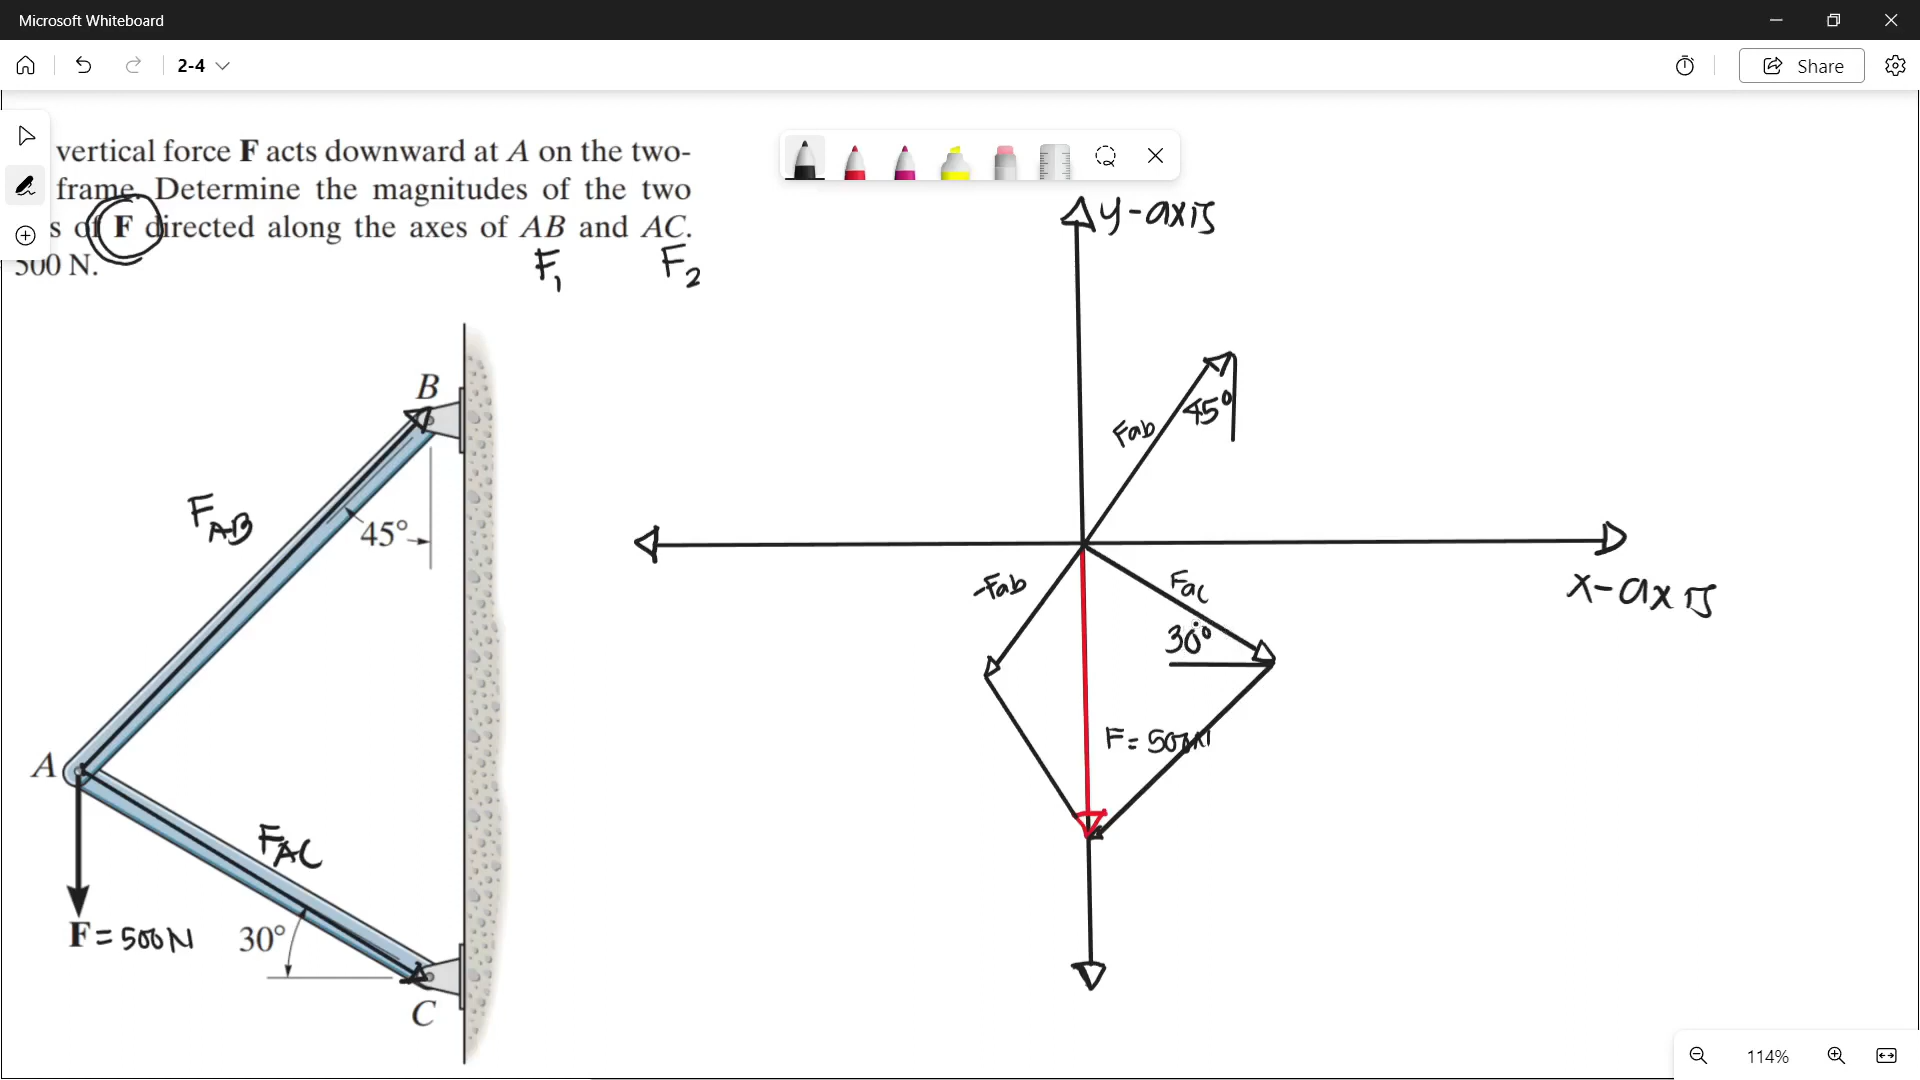 Microsoft Whiteboard
2-4
Share
vertical force F acts downward at A on the two-
frame. Determine the magnitudes of the two
s of F directed along the axes of AB and AC.
500 N.
F1 F2
y-axis
B
45°
Fab
FAB
45°
x-axis
-Fab
Fac
30°
A
F = 500N
FAC
F = 500N
30°
C
114%